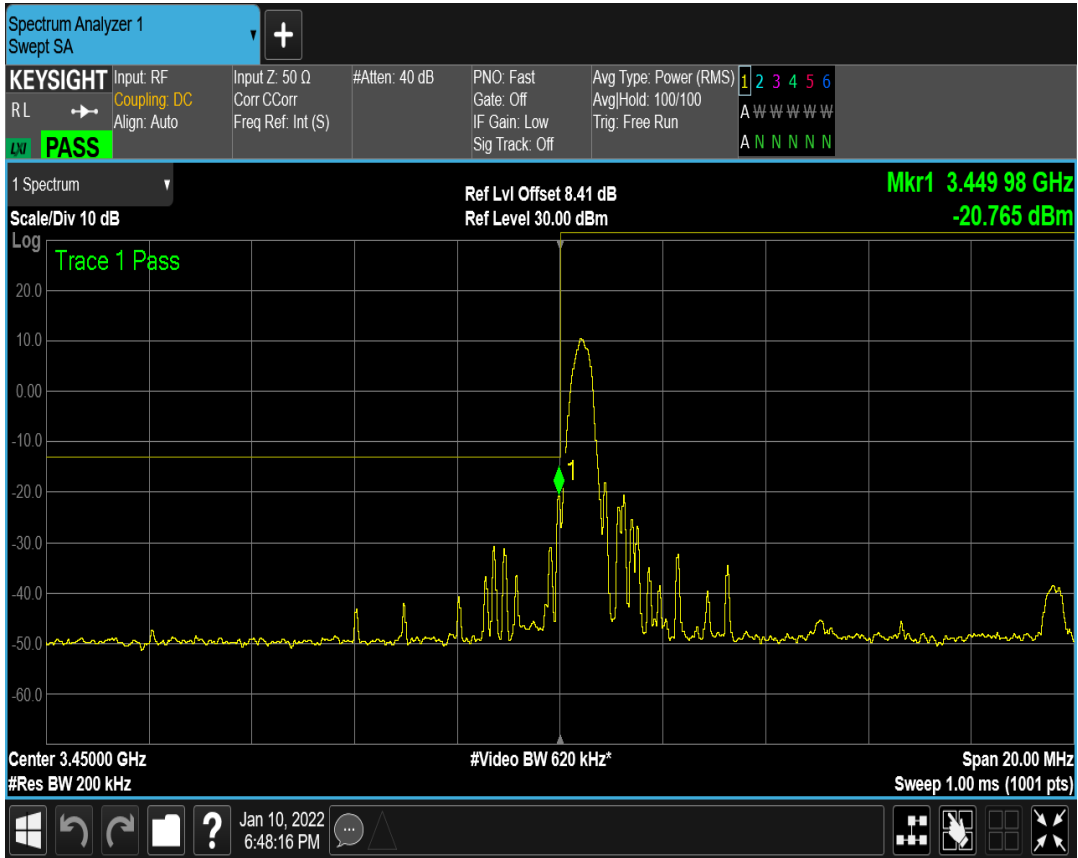 Spectrum Analyzer 1
Swept SA
+
KEYSIGHT
R L
LXI PASS
Input: RF
Coupling: DC
Align: Auto
Input Z: 50 Ω
Corr CCorr
Freq Ref: Int (S)
#Atten: 40 dB
PNO: Fast
Gate: Off
IF Gain: Low
Sig Track: Off
Avg Type: Power (RMS)
Avg|Hold: 100/100
Trig: Free Run
1 2 3 4 5 6
A W W W W W
A N N N N N
1 Spectrum
Scale/Div 10 dB
Ref Lvl Offset 8.41 dB
Ref Level 30.00 dBm
Mkr1 3.449 98 GHz
-20.765 dBm
Log
Trace 1 Pass
20.0
10.0
0.00
-10.0
1
-20.0
-30.0
-40.0
-50.0
-60.0
Center 3.45000 GHz
#Res BW 200 kHz
#Video BW 620 kHz*
Span 20.00 MHz
Sweep 1.00 ms (1001 pts)
?
Jan 10, 2022
6:48:16 PM